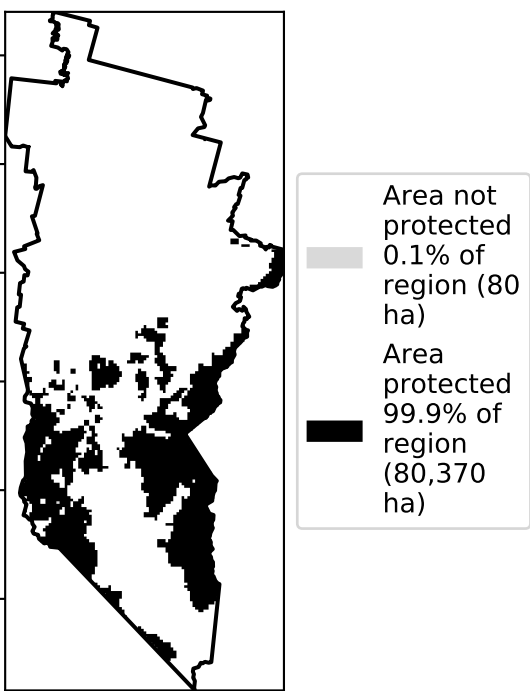 Area not
protected
0.1% of
region (80
ha)
Area
protected
99.9% of
region
(80,370
ha)